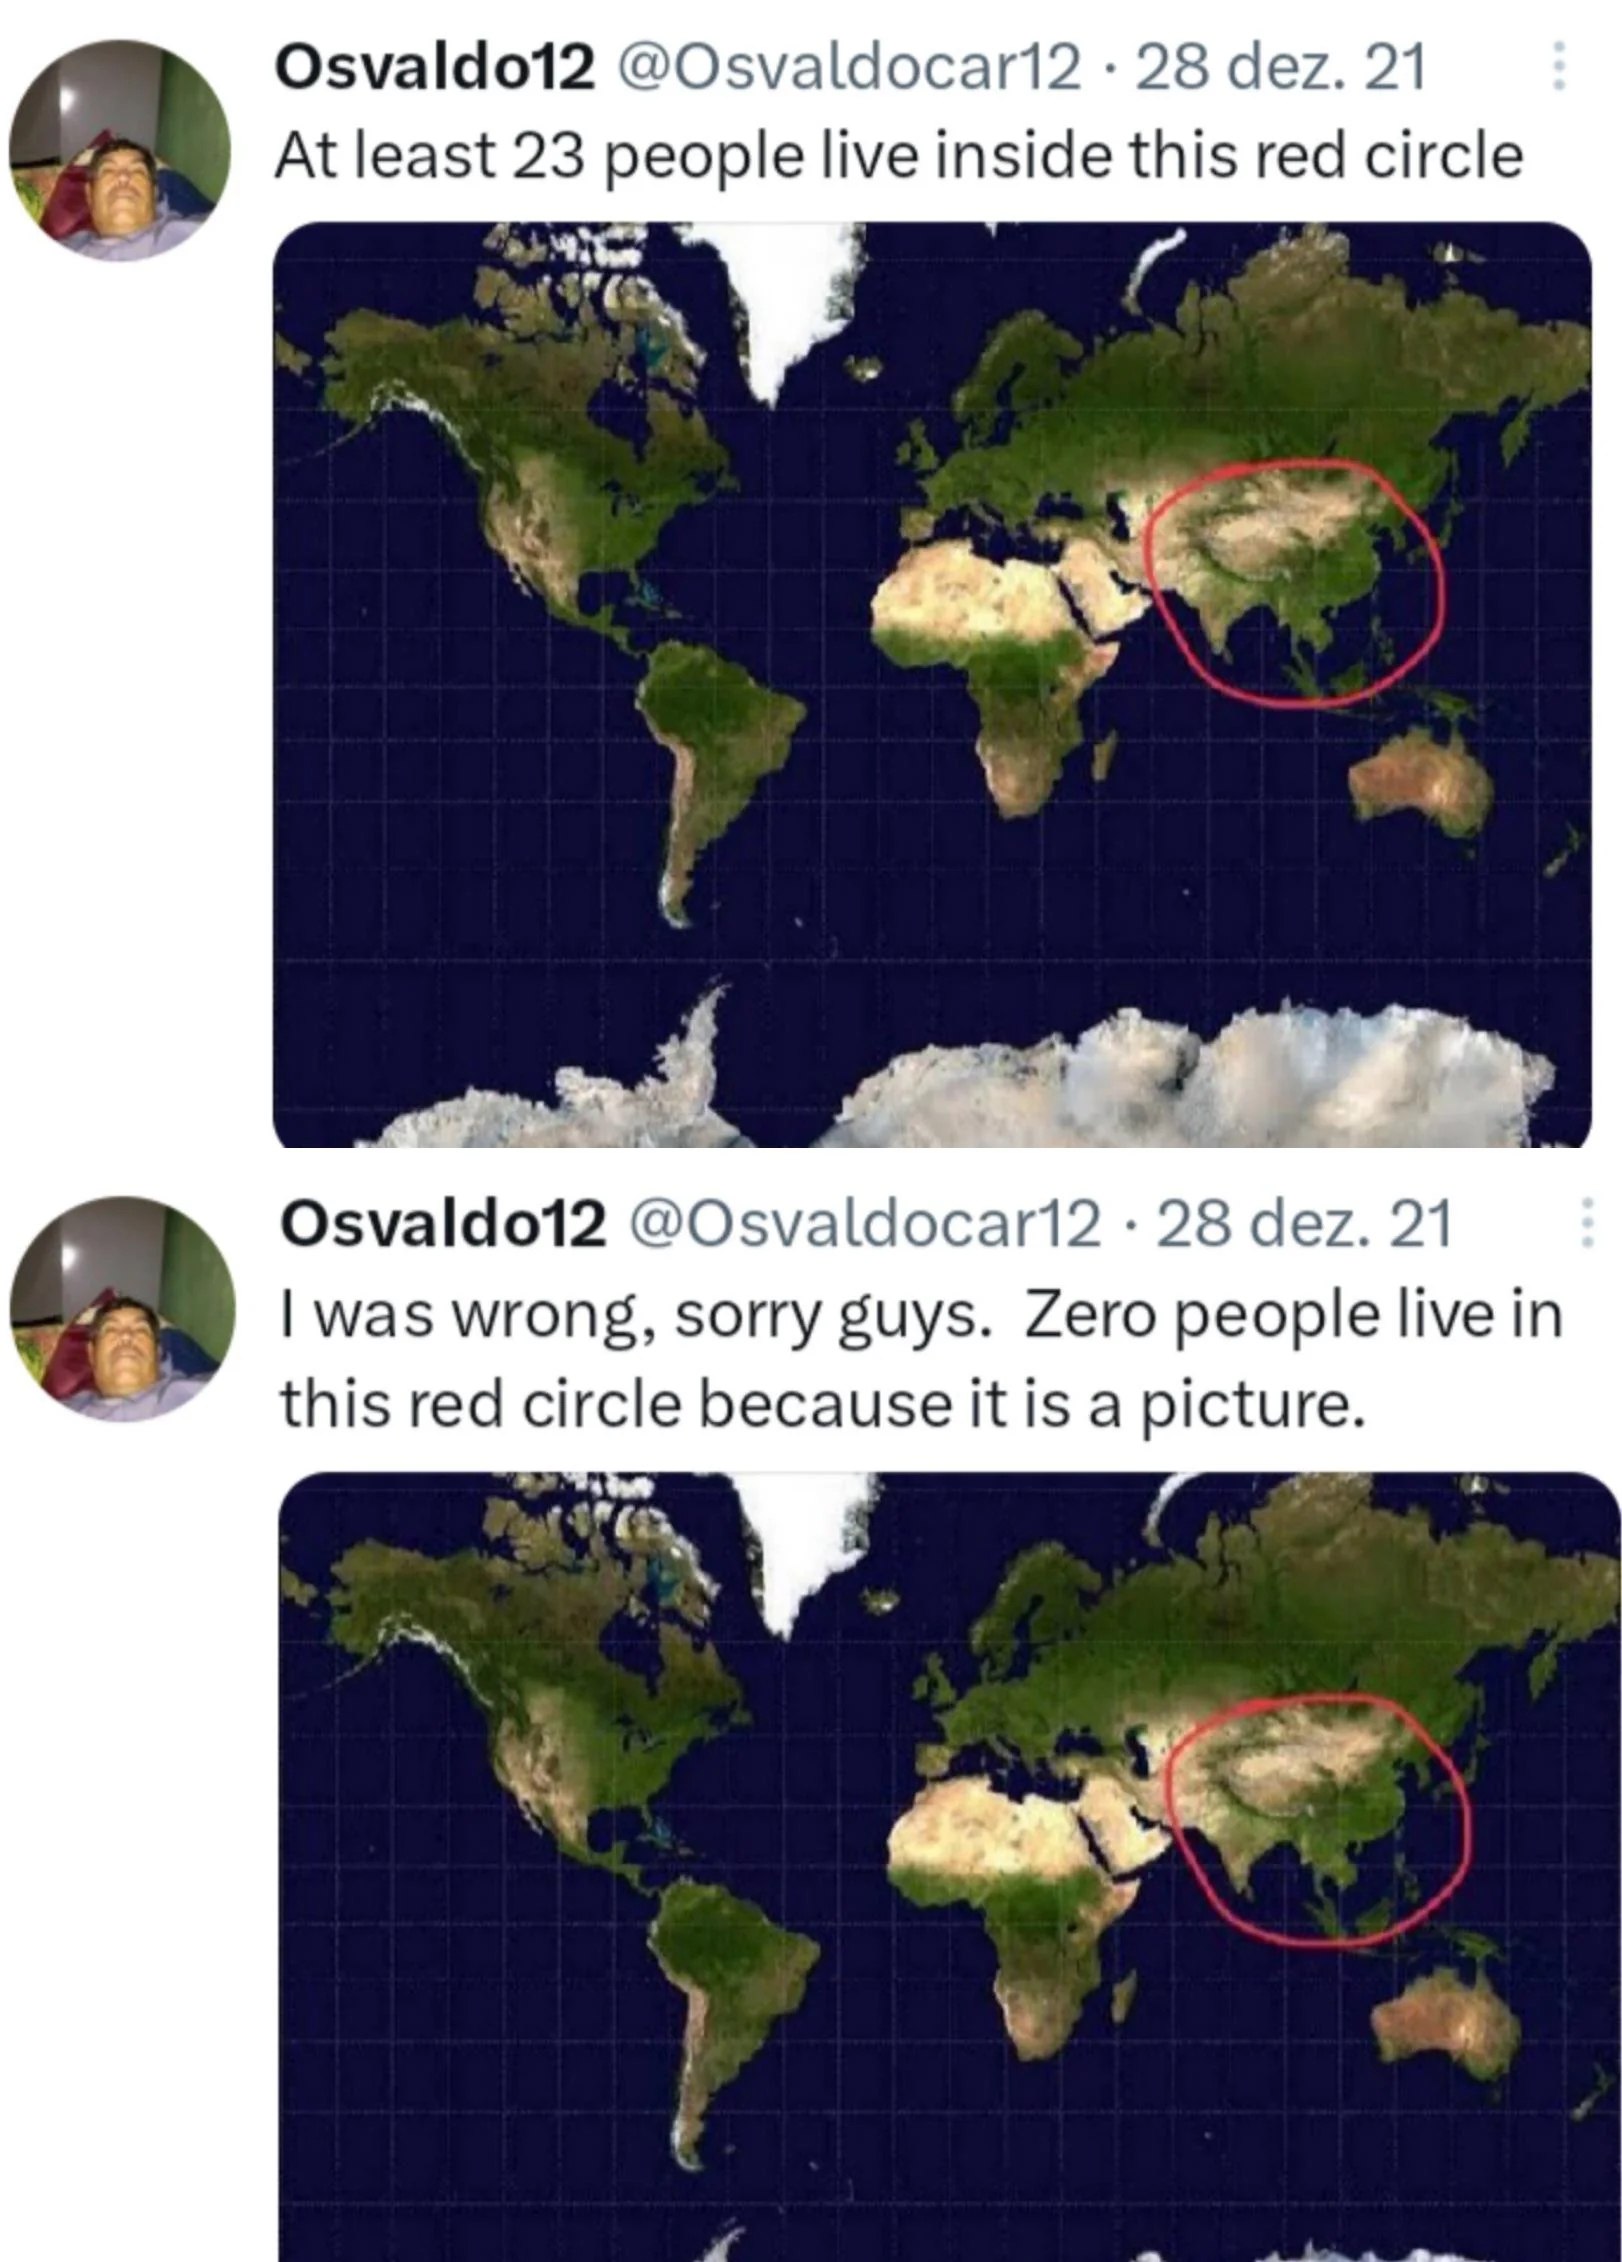 Osvaldo12 @Osvaldocar12 · 28 dez. 21
At least 23 people live inside this red circle
Osvaldo12 @Osvaldocar12 · 28 dez. 21
I was wrong, sorry guys.  Zero people live in
this red circle because it is a picture.